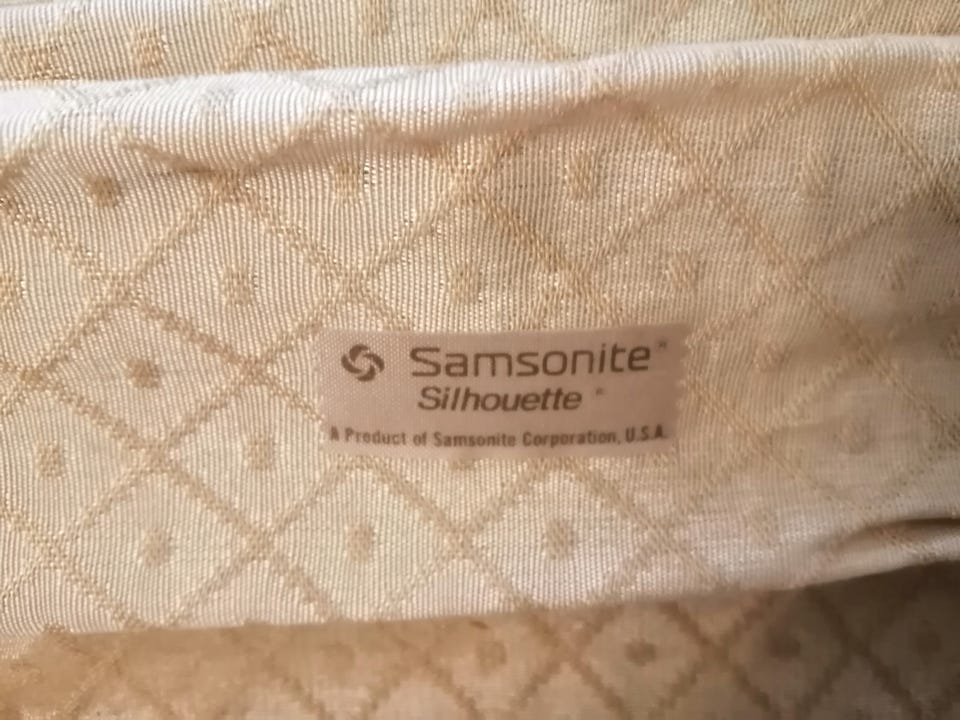 Samsonite®
Silhouette®
A Product of Samsonite Corporation, U.S.A.